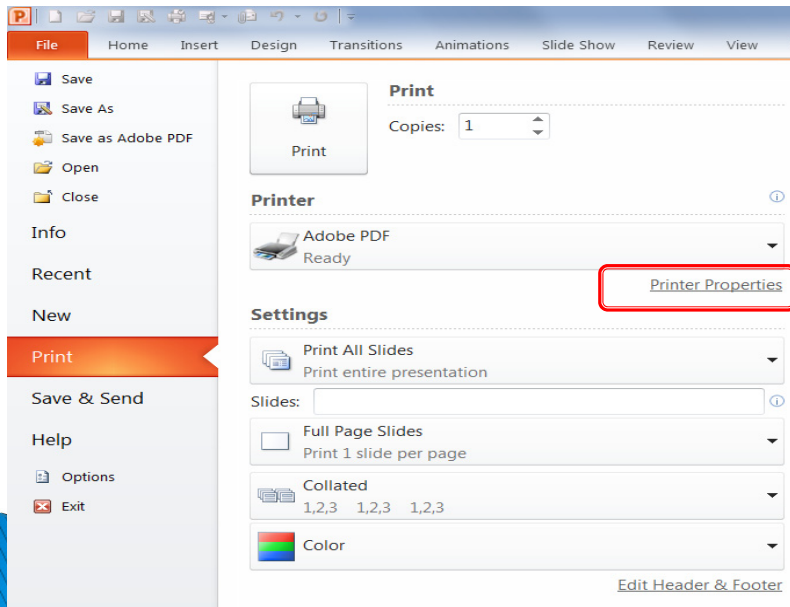 P
File Home Insert Design Transitions Animations Slide Show Review View
Save
Save As
Save as Adobe PDF
Open
Close
Info
Recent
New
Print
Save & Send
Help
Options
Exit
Print
Print
Copies: 1
Printer
Adobe PDF
Ready
Printer Properties
Settings
Print All Slides
Print entire presentation
Slides:
Full Page Slides
Print 1 slide per page
Collated
1,2,3 1,2,3 1,2,3
Color
Edit Header & Footer